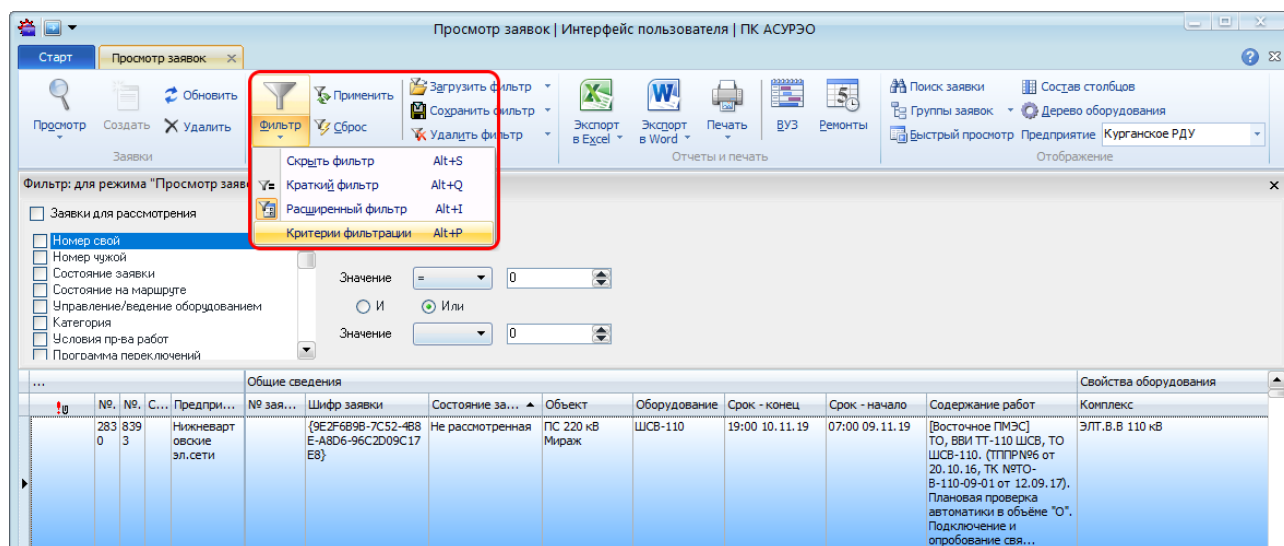 Просмотр заявок | Интерфейс пользователя | ПК АСУРЭО
Старт
Просмотр заявок
Просмотр
Создать
Обновить
Удалить
Заявки
Фильтр
Применить
Сброс
Загрузить фильтр
Сохранить фильтр
Удалить фильтр
Экспорт в Excel
Экспорт в Word
Печать
ВУЗ
Ремонты
Отчеты и печать
Поиск заявки
Группы заявок
Быстрый просмотр
Состав столбцов
Дерево оборудования
Предприятие Курганское РДУ
Отображение
Скрыть фильтр Alt+S
Краткий фильтр Alt+Q
Расширенный фильтр Alt+I
Критерии фильтрации Alt+P
Фильтр: для режима "Просмотр заяв
Заявки для рассмотрения
Номер свой
Номер чужой
Состояние заявки
Состояние на маршруте
Управление/ведение оборудованием
Категория
Условия пр-ва работ
Программа переключений
Значение = 0
И Или
Значение 0
... Общие сведения Свойства оборудования
№. №. С... Предпри... № зая... Шифр заявки Состояние за... Объект Оборудование Срок - конец Срок - начало Содержание работ Комплекс
283 839 Нижневарт {9E2F6B9B-7C52-4B8 Не рассмотренная ПС 220 кВ ШСВ-110 19:00 10.11.19 07:00 09.11.19 [Восточное ПМЭС] ЭЛТ.В.В 110 кВ
0 3 овские E-A8D6-96C2D09C17 Мираж ТО, ВВИ ТТ-110 ШСВ, ТО
эл.сети E8} ШСВ-110. (ТППР№6 от
20.10.16, ТК №ТО-
В-110-09-01 от 12.09.17).
Плановая проверка
автоматики в объёме "О".
Подключение и
опробование свя...